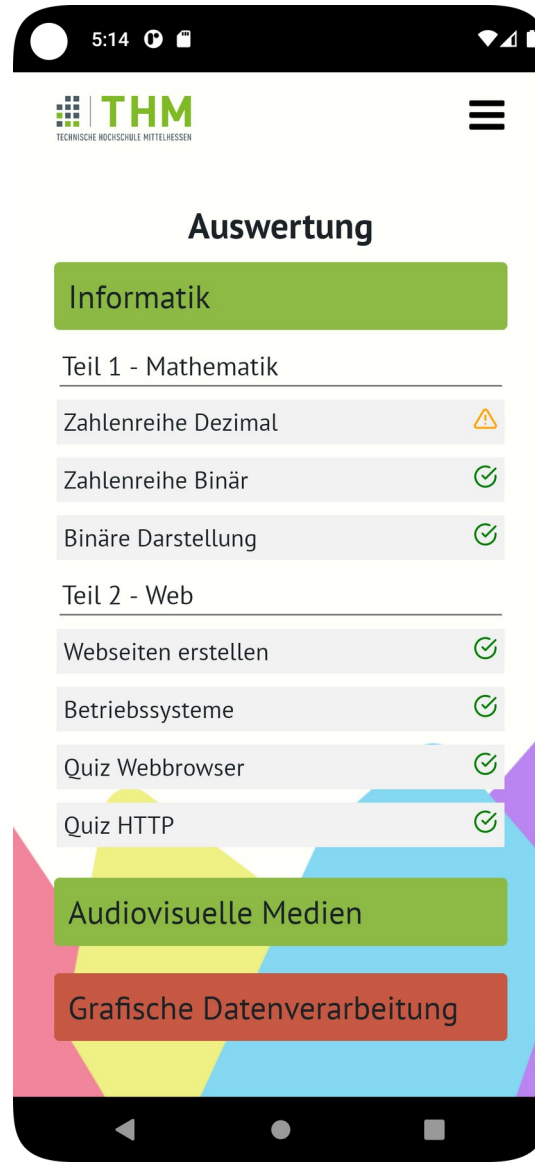 5:14
THM
TECHNISCHE HOCHSCHULE MITTELHESSEN
Auswertung
Informatik
Teil 1 - Mathematik
Zahlenreihe Dezimal
Zahlenreihe Binär
Binäre Darstellung
Teil 2 - Web
Webseiten erstellen
Betriebssysteme
Quiz Webbrowser
Quiz HTTP
Audiovisuelle Medien
Grafische Datenverarbeitung